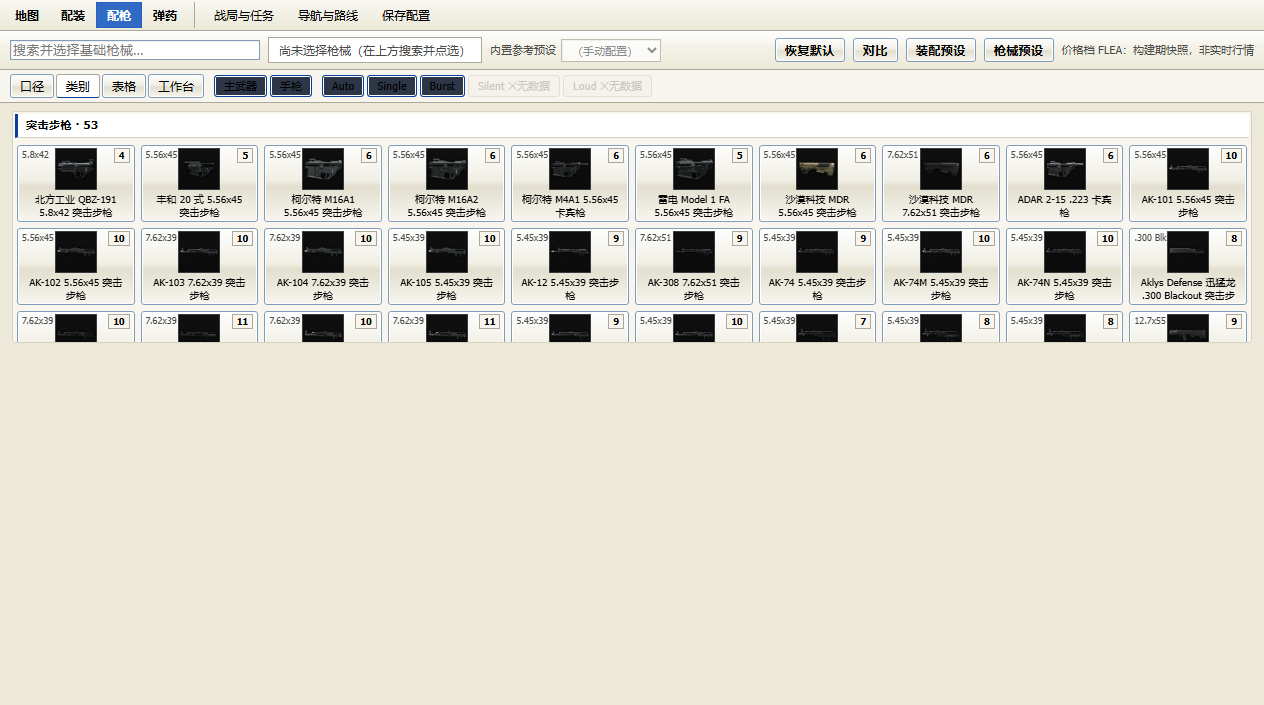 地图 配装 配枪 弹药 战局与任务 导航与路线 保存配置
搜索并选择基础枪械... 尚未选择枪械（在上方搜索并点选） 内置参考预设 (手动配置) 恢复默认 对比 装配预设 枪械预设 价格档 FLEA：构建期快照，非实时行情
口径 类别 表格 工作台 主武器 手枪 Auto Single Burst Silent ╳无数据 Loud ╳无数据
突击步枪 · 53
5.8x42 4
北方工业 QBZ-191
5.8x42 突击步枪
5.56x45 5
丰和 20 式 5.56x45
突击步枪
5.56x45 6
柯尔特 M16A1
5.56x45 突击步枪
5.56x45 6
柯尔特 M16A2
5.56x45 突击步枪
5.56x45 6
柯尔特 M4A1 5.56x45
卡宾枪
5.56x45 5
雷电 Model 1 FA
5.56x45 突击步枪
5.56x45 6
沙漠科技 MDR
5.56x45 突击步枪
7.62x51 6
沙漠科技 MDR
7.62x51 突击步枪
5.56x45 6
ADAR 2-15 .223 卡宾
枪
5.56x45 10
AK-101 5.56x45 突击
步枪
5.56x45 10
AK-102 5.56x45 突击
步枪
7.62x39 10
AK-103 7.62x39 突击
步枪
7.62x39 10
AK-104 7.62x39 突击
步枪
5.45x39 10
AK-105 5.45x39 突击
步枪
5.45x39 9
AK-12 5.45x39 突击步
枪
7.62x51 9
AK-308 7.62x51 突击
步枪
5.45x39 9
AK-74 5.45x39 突击步
枪
5.45x39 10
AK-74M 5.45x39 突击
步枪
5.45x39 10
AK-74N 5.45x39 突击
步枪
.300 Blk 8
Aklys Defense 迅猛龙
.300 Blackout 突击步
7.62x39 10
7.62x39 11
7.62x39 10
7.62x39 11
5.45x39 9
5.45x39 10
5.45x39 7
5.45x39 8
5.45x39 8
12.7x55 9